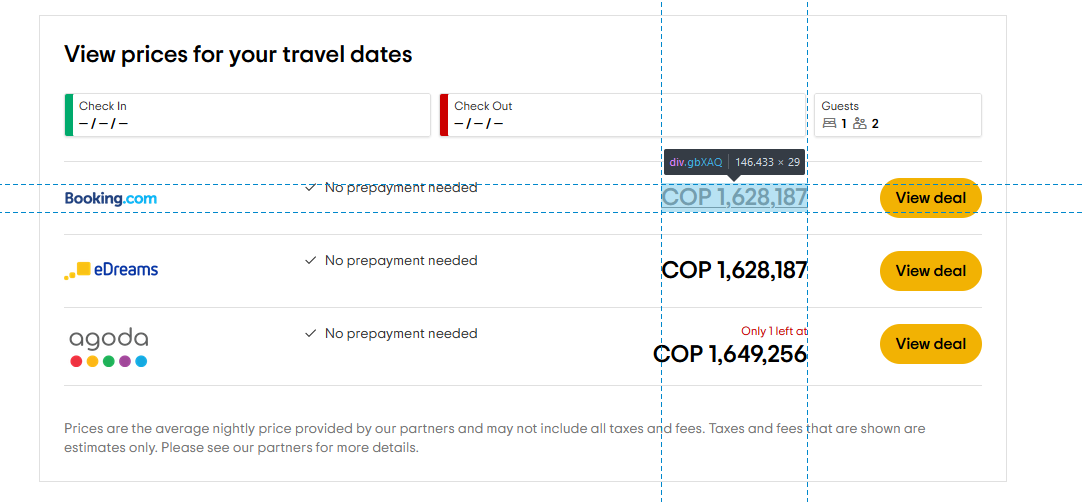 View prices for your travel dates
Check In
– / – / –
Check Out
– / – / –
Guests
1 2
div.gbXAQ 146.433 × 29
Booking.com
No prepayment needed
COP 1,628,187
View deal
eDreams
No prepayment needed
COP 1,628,187
View deal
agoda
No prepayment needed
Only 1 left at
COP 1,649,256
View deal
Prices are the average nightly price provided by our partners and may not include all taxes and fees. Taxes and fees that are shown are
estimates only. Please see our partners for more details.